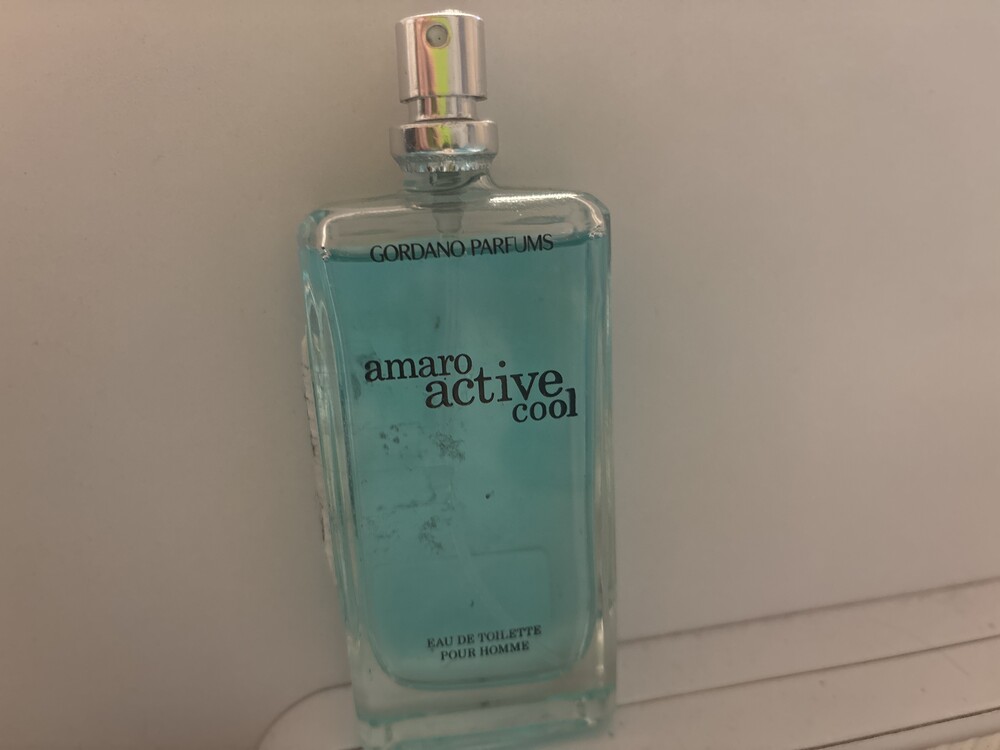 GORDANO PARFUMS
amaro
active
cool
EAU DE TOILETTE
POUR HOMME